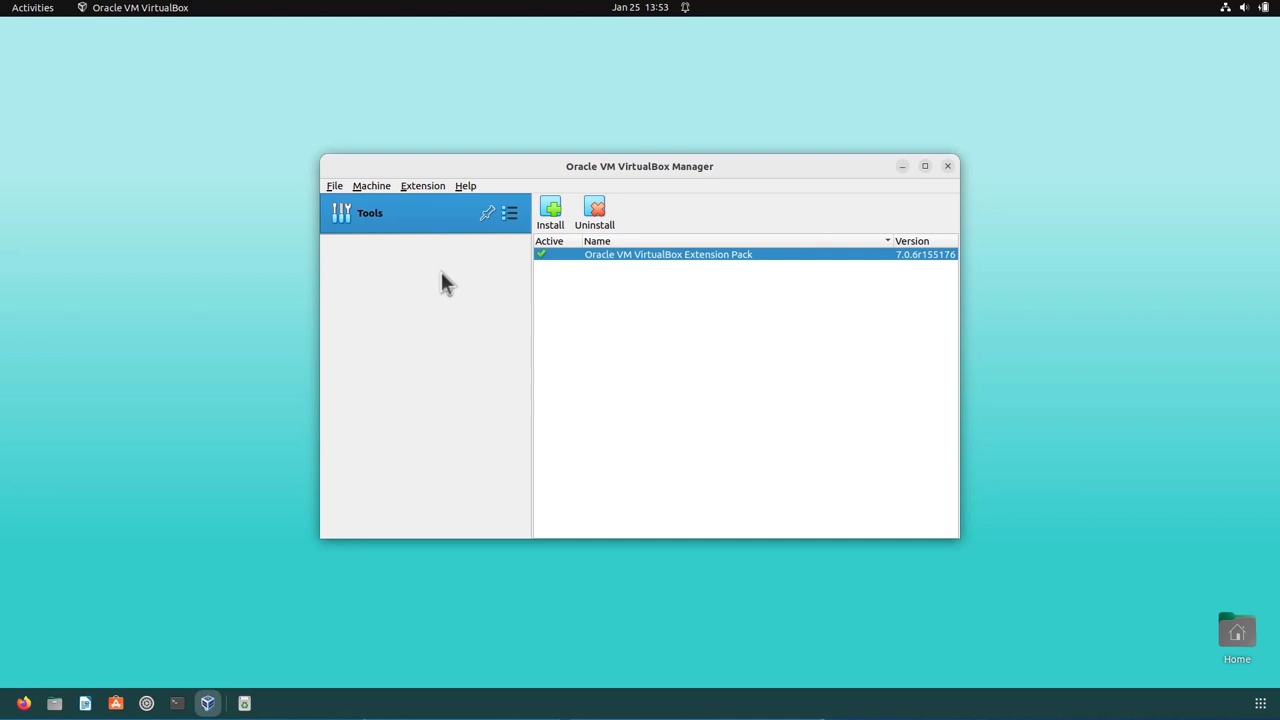 Activities Oracle VM VirtualBox Jan 25 13:53
Oracle VM VirtualBox Manager
File Machine Extension Help
Tools
Install Uninstall
Active Name Version
Oracle VM VirtualBox Extension Pack 7.0.6r155176
Home